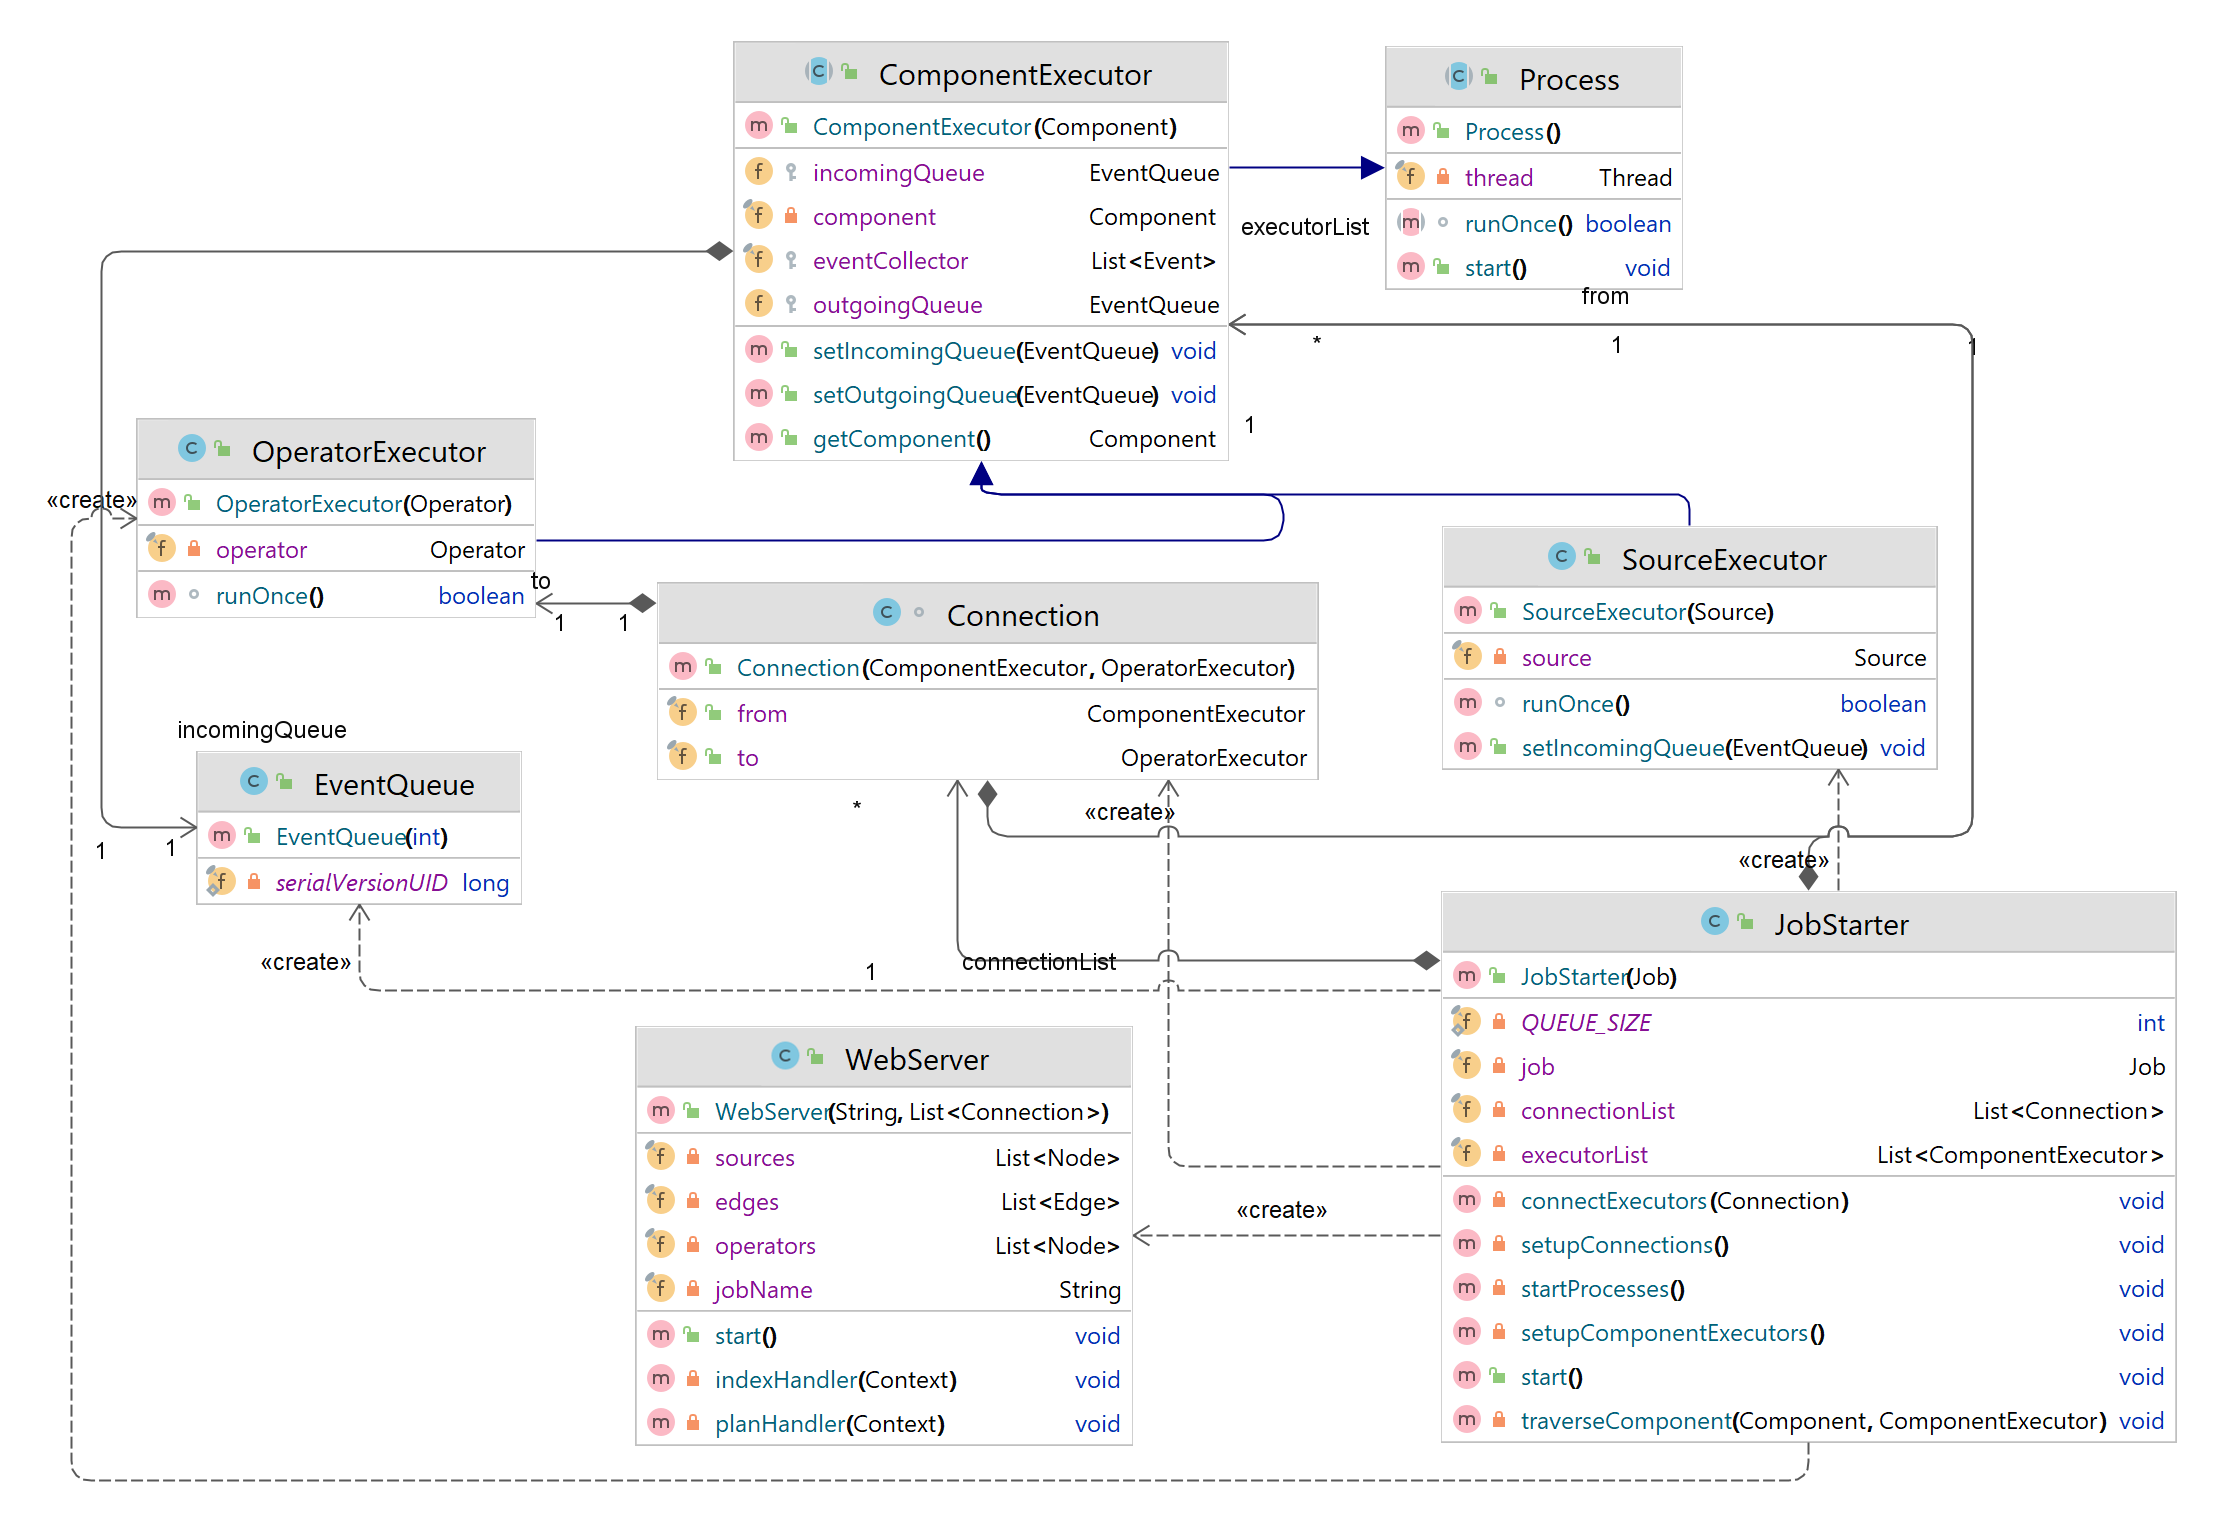 ComponentExecutor
ComponentExecutor(Component)
incomingQueue EventQueue
component Component
eventCollector List<Event>
outgoingQueue EventQueue
setIncomingQueue(EventQueue) void
setOutgoingQueue(EventQueue) void
getComponent() Component
Process
Process()
thread Thread
runOnce() boolean
start() void
executorList
from
*
1
1
1
OperatorExecutor
OperatorExecutor(Operator)
operator Operator
runOnce() boolean
«create»
to
1
1
Connection
Connection(ComponentExecutor, OperatorExecutor)
from ComponentExecutor
to OperatorExecutor
SourceExecutor
SourceExecutor(Source)
source Source
runOnce() boolean
setIncomingQueue(EventQueue) void
incomingQueue
EventQueue
EventQueue(int)
serialVersionUID long
1
1
*
«create»
«create»
«create»
1
connectionList
JobStarter
JobStarter(Job)
QUEUE_SIZE int
job Job
connectionList List<Connection>
executorList List<ComponentExecutor>
connectExecutors(Connection) void
setupConnections() void
startProcesses() void
setupComponentExecutors() void
start() void
traverseComponent(Component, ComponentExecutor) void
«create»
WebServer
WebServer(String, List<Connection>)
sources List<Node>
edges List<Edge>
operators List<Node>
jobName String
start() void
indexHandler(Context) void
planHandler(Context) void